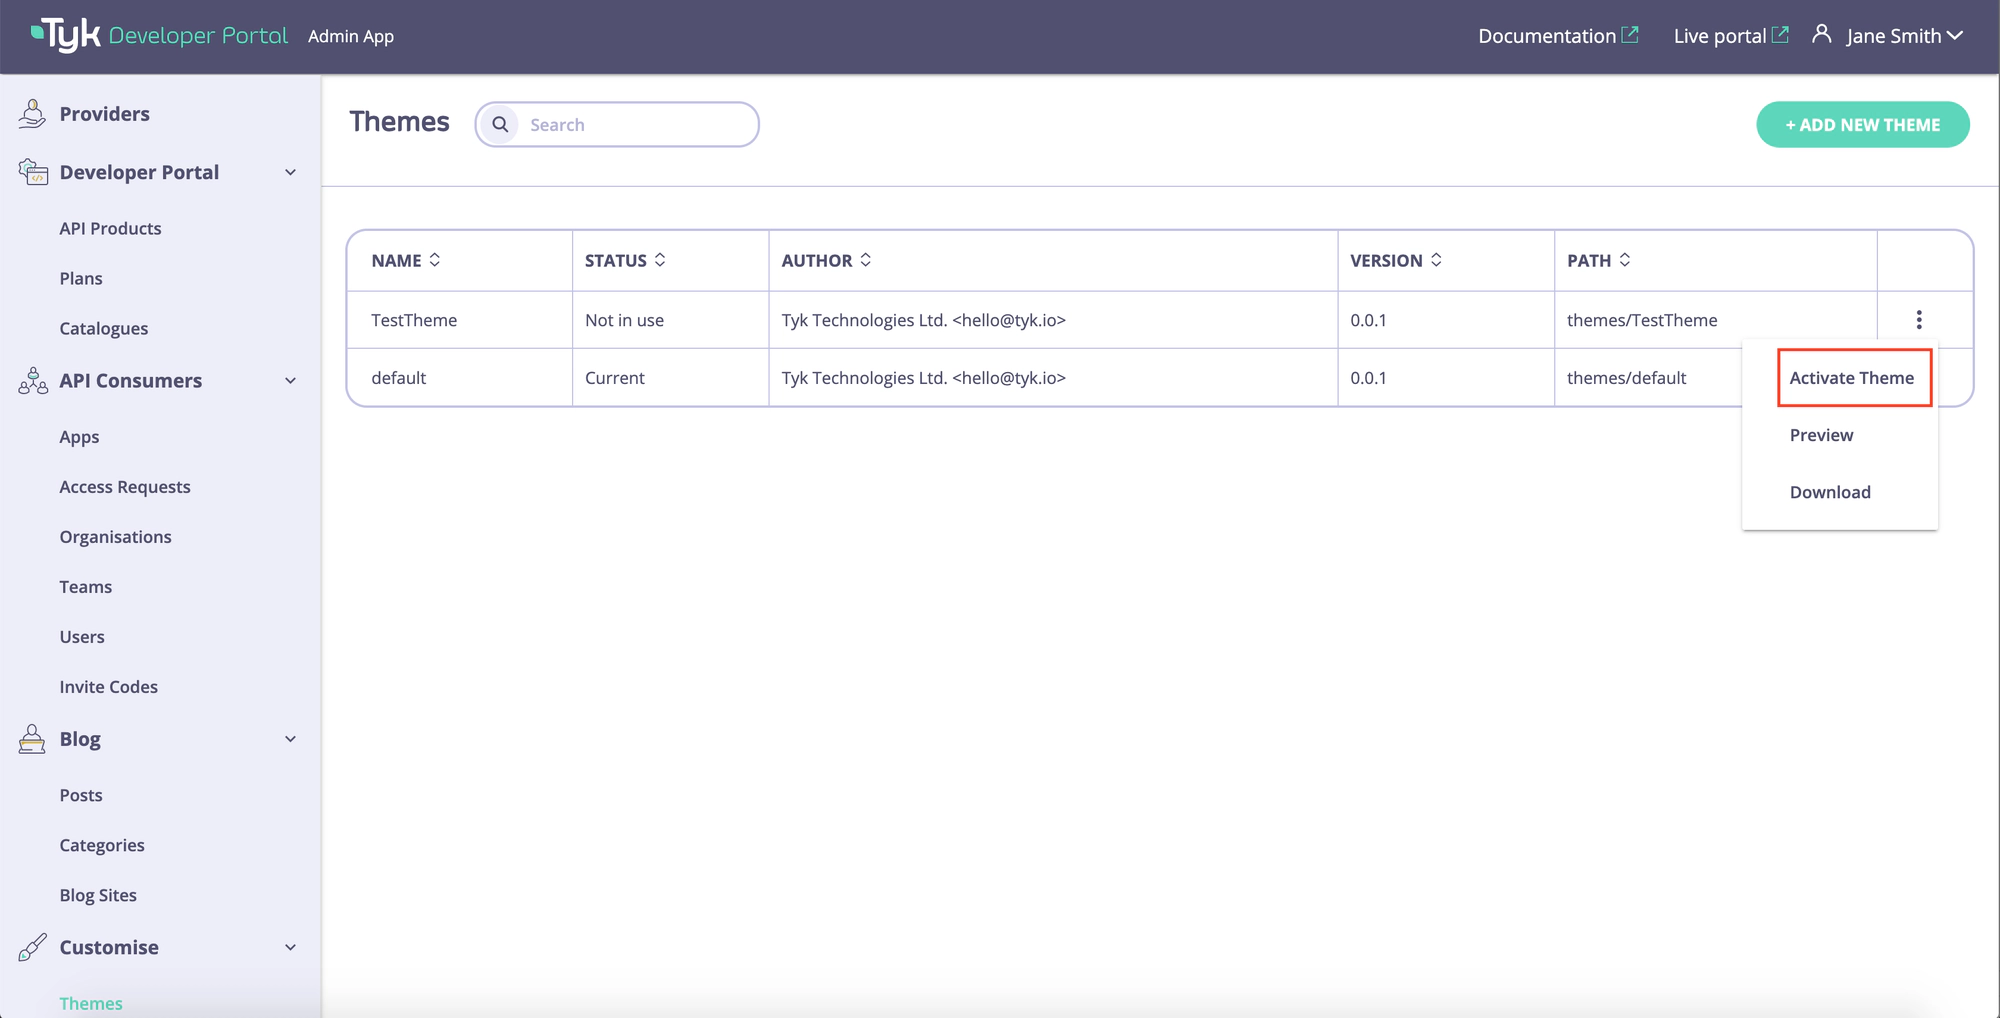 Tyk Developer Portal Admin App Documentation Live portal Jane Smith
Providers
Developer Portal
API Products
Plans
Catalogues
API Consumers
Apps
Access Requests
Organisations
Teams
Users
Invite Codes
Blog
Posts
Categories
Blog Sites
Customise
Themes
Themes Search + ADD NEW THEME
NAME STATUS AUTHOR VERSION PATH
TestTheme Not in use Tyk Technologies Ltd. <hello@tyk.io> 0.0.1 themes/TestTheme
default Current Tyk Technologies Ltd. <hello@tyk.io> 0.0.1 themes/default
Activate Theme
Preview
Download